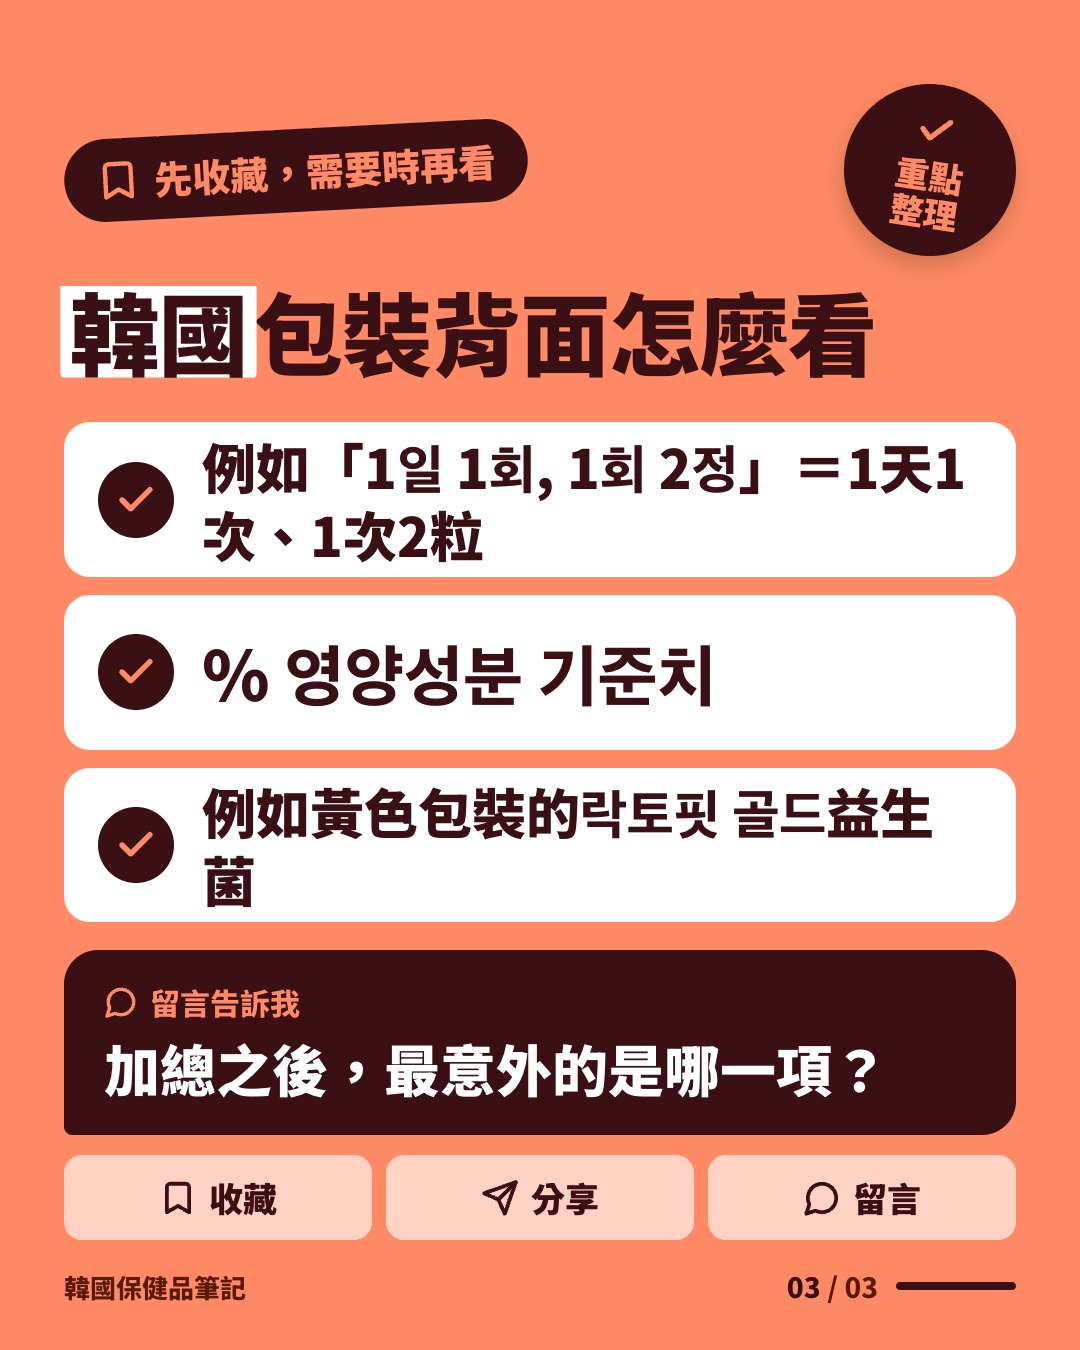 先收藏，需要時再看
重點
整理
韓國包裝背面怎麼看
例如「1일 1회, 1회 2정」＝1天1
次、1次2粒
% 영양성분 기준치
例如黃色包裝的락토핏 골드益生
菌
留言告訴我
加總之後，最意外的是哪一項？
收藏
分享
留言
韓國保健品筆記
03 / 03